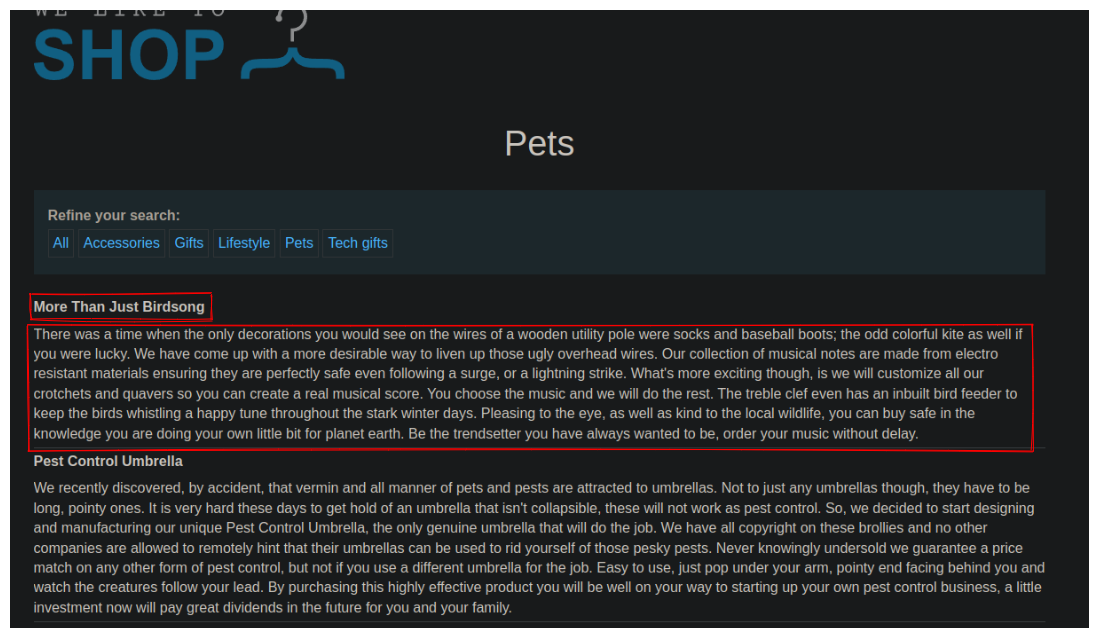 WE LIKE TO
SHOP
Pets
Refine your search:
All Accessories Gifts Lifestyle Pets Tech gifts
More Than Just Birdsong
There was a time when the only decorations you would see on the wires of a wooden utility pole were socks and baseball boots; the odd colorful kite as well if
you were lucky. We have come up with a more desirable way to liven up those ugly overhead wires. Our collection of musical notes are made from electro
resistant materials ensuring they are perfectly safe even following a surge, or a lightning strike. What's more exciting though, is we will customize all our
crotchets and quavers so you can create a real musical score. You choose the music and we will do the rest. The treble clef even has an inbuilt bird feeder to
keep the birds whistling a happy tune throughout the stark winter days. Pleasing to the eye, as well as kind to the local wildlife, you can buy safe in the
knowledge you are doing your own little bit for planet earth. Be the trendsetter you have always wanted to be, order your music without delay.
Pest Control Umbrella
We recently discovered, by accident, that vermin and all manner of pets and pests are attracted to umbrellas. Not to just any umbrellas though, they have to be
long, pointy ones. It is very hard these days to get hold of an umbrella that isn't collapsible, these will not work as pest control. So, we decided to start designing
and manufacturing our unique Pest Control Umbrella, the only genuine umbrella that will do the job. We have all copyright on these brollies and no other
companies are allowed to remotely hint that their umbrellas can be used to rid yourself of those pesky pests. Never knowingly undersold we guarantee a price
match on any other form of pest control, but not if you use a different umbrella for the job. Easy to use, just pop under your arm, pointy end facing behind you and
watch the creatures follow your lead. By purchasing this highly effective product you will be well on your way to starting up your own pest control business, a little
investment now will pay great dividends in the future for you and your family.